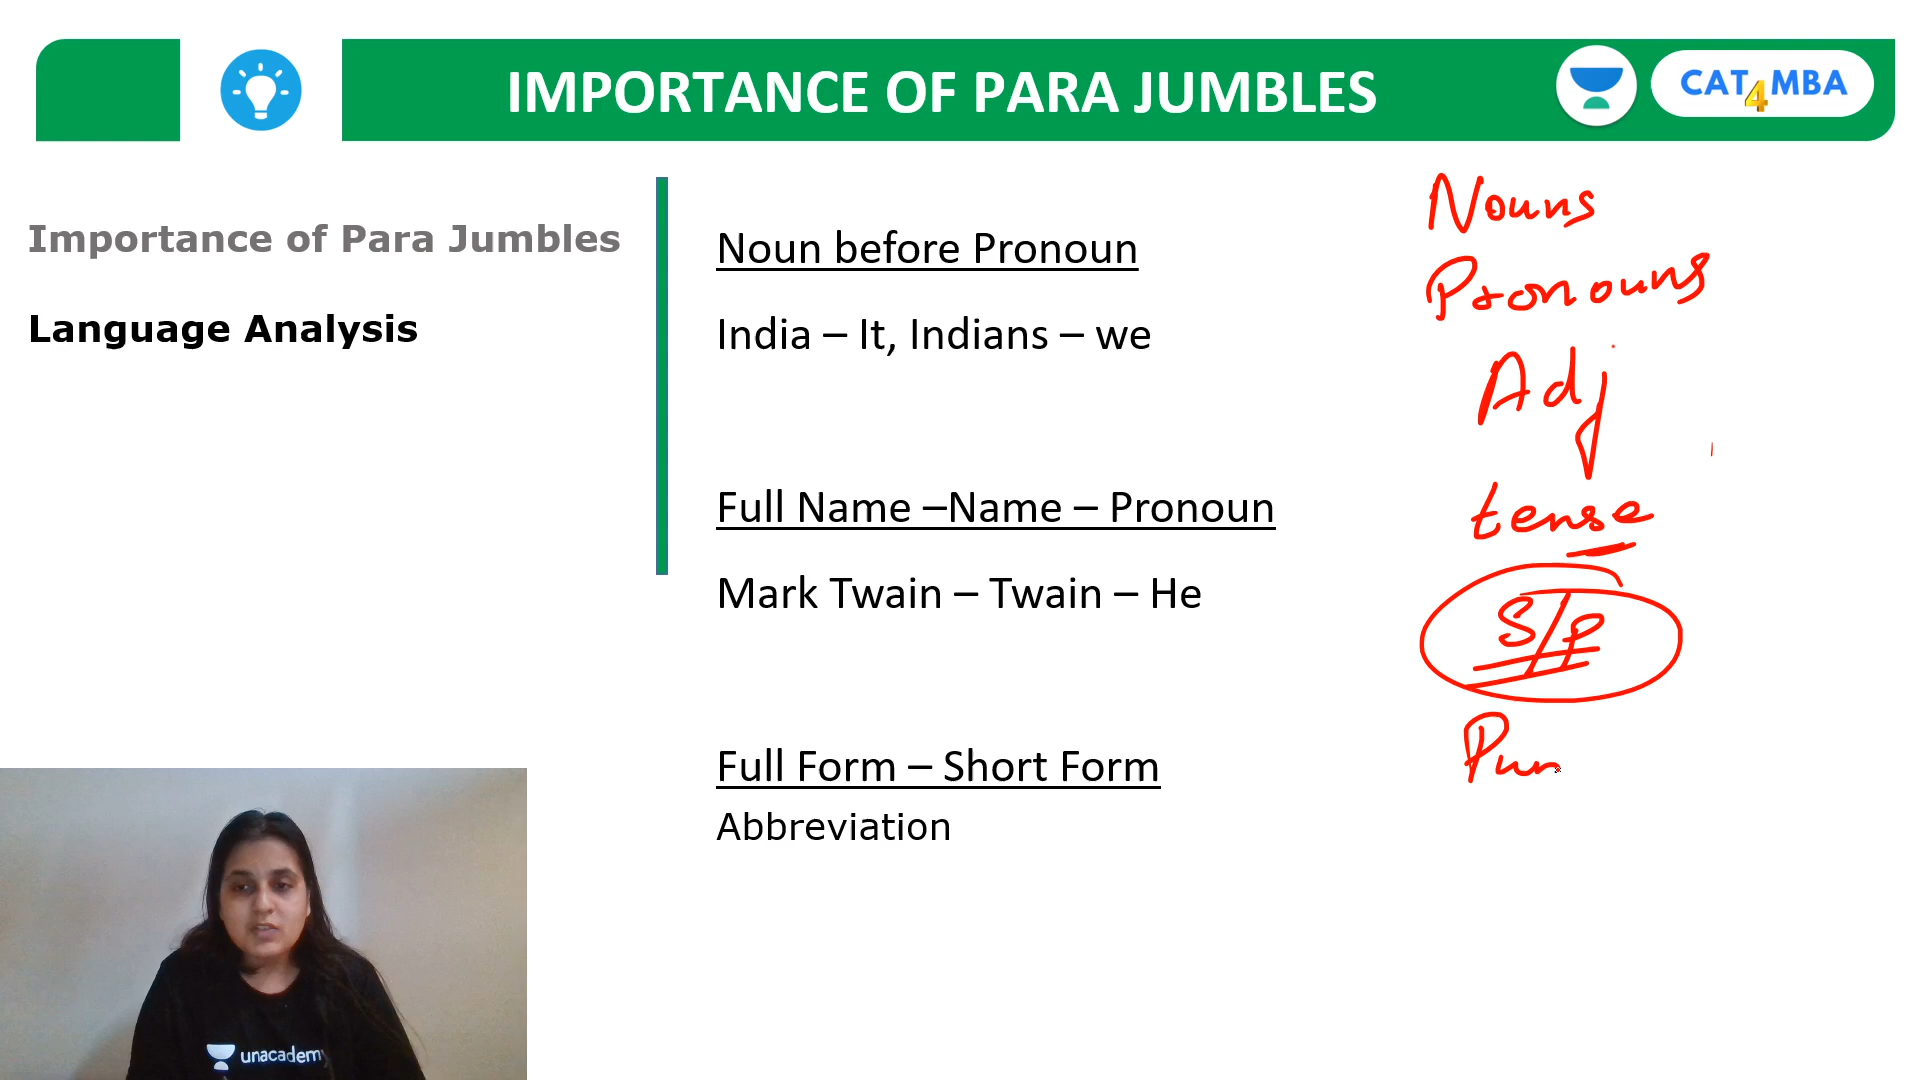 IMPORTANCE OF PARA JUMBLES
CAT4MBA
Importance of Para Jumbles
Language Analysis
Noun before Pronoun
India – It, Indians – we
Full Name –Name – Pronoun
Mark Twain – Twain – He
Full Form – Short Form
Abbreviation
Nouns
Pronouns
Adj
tense
S/P
Pun
unacademy